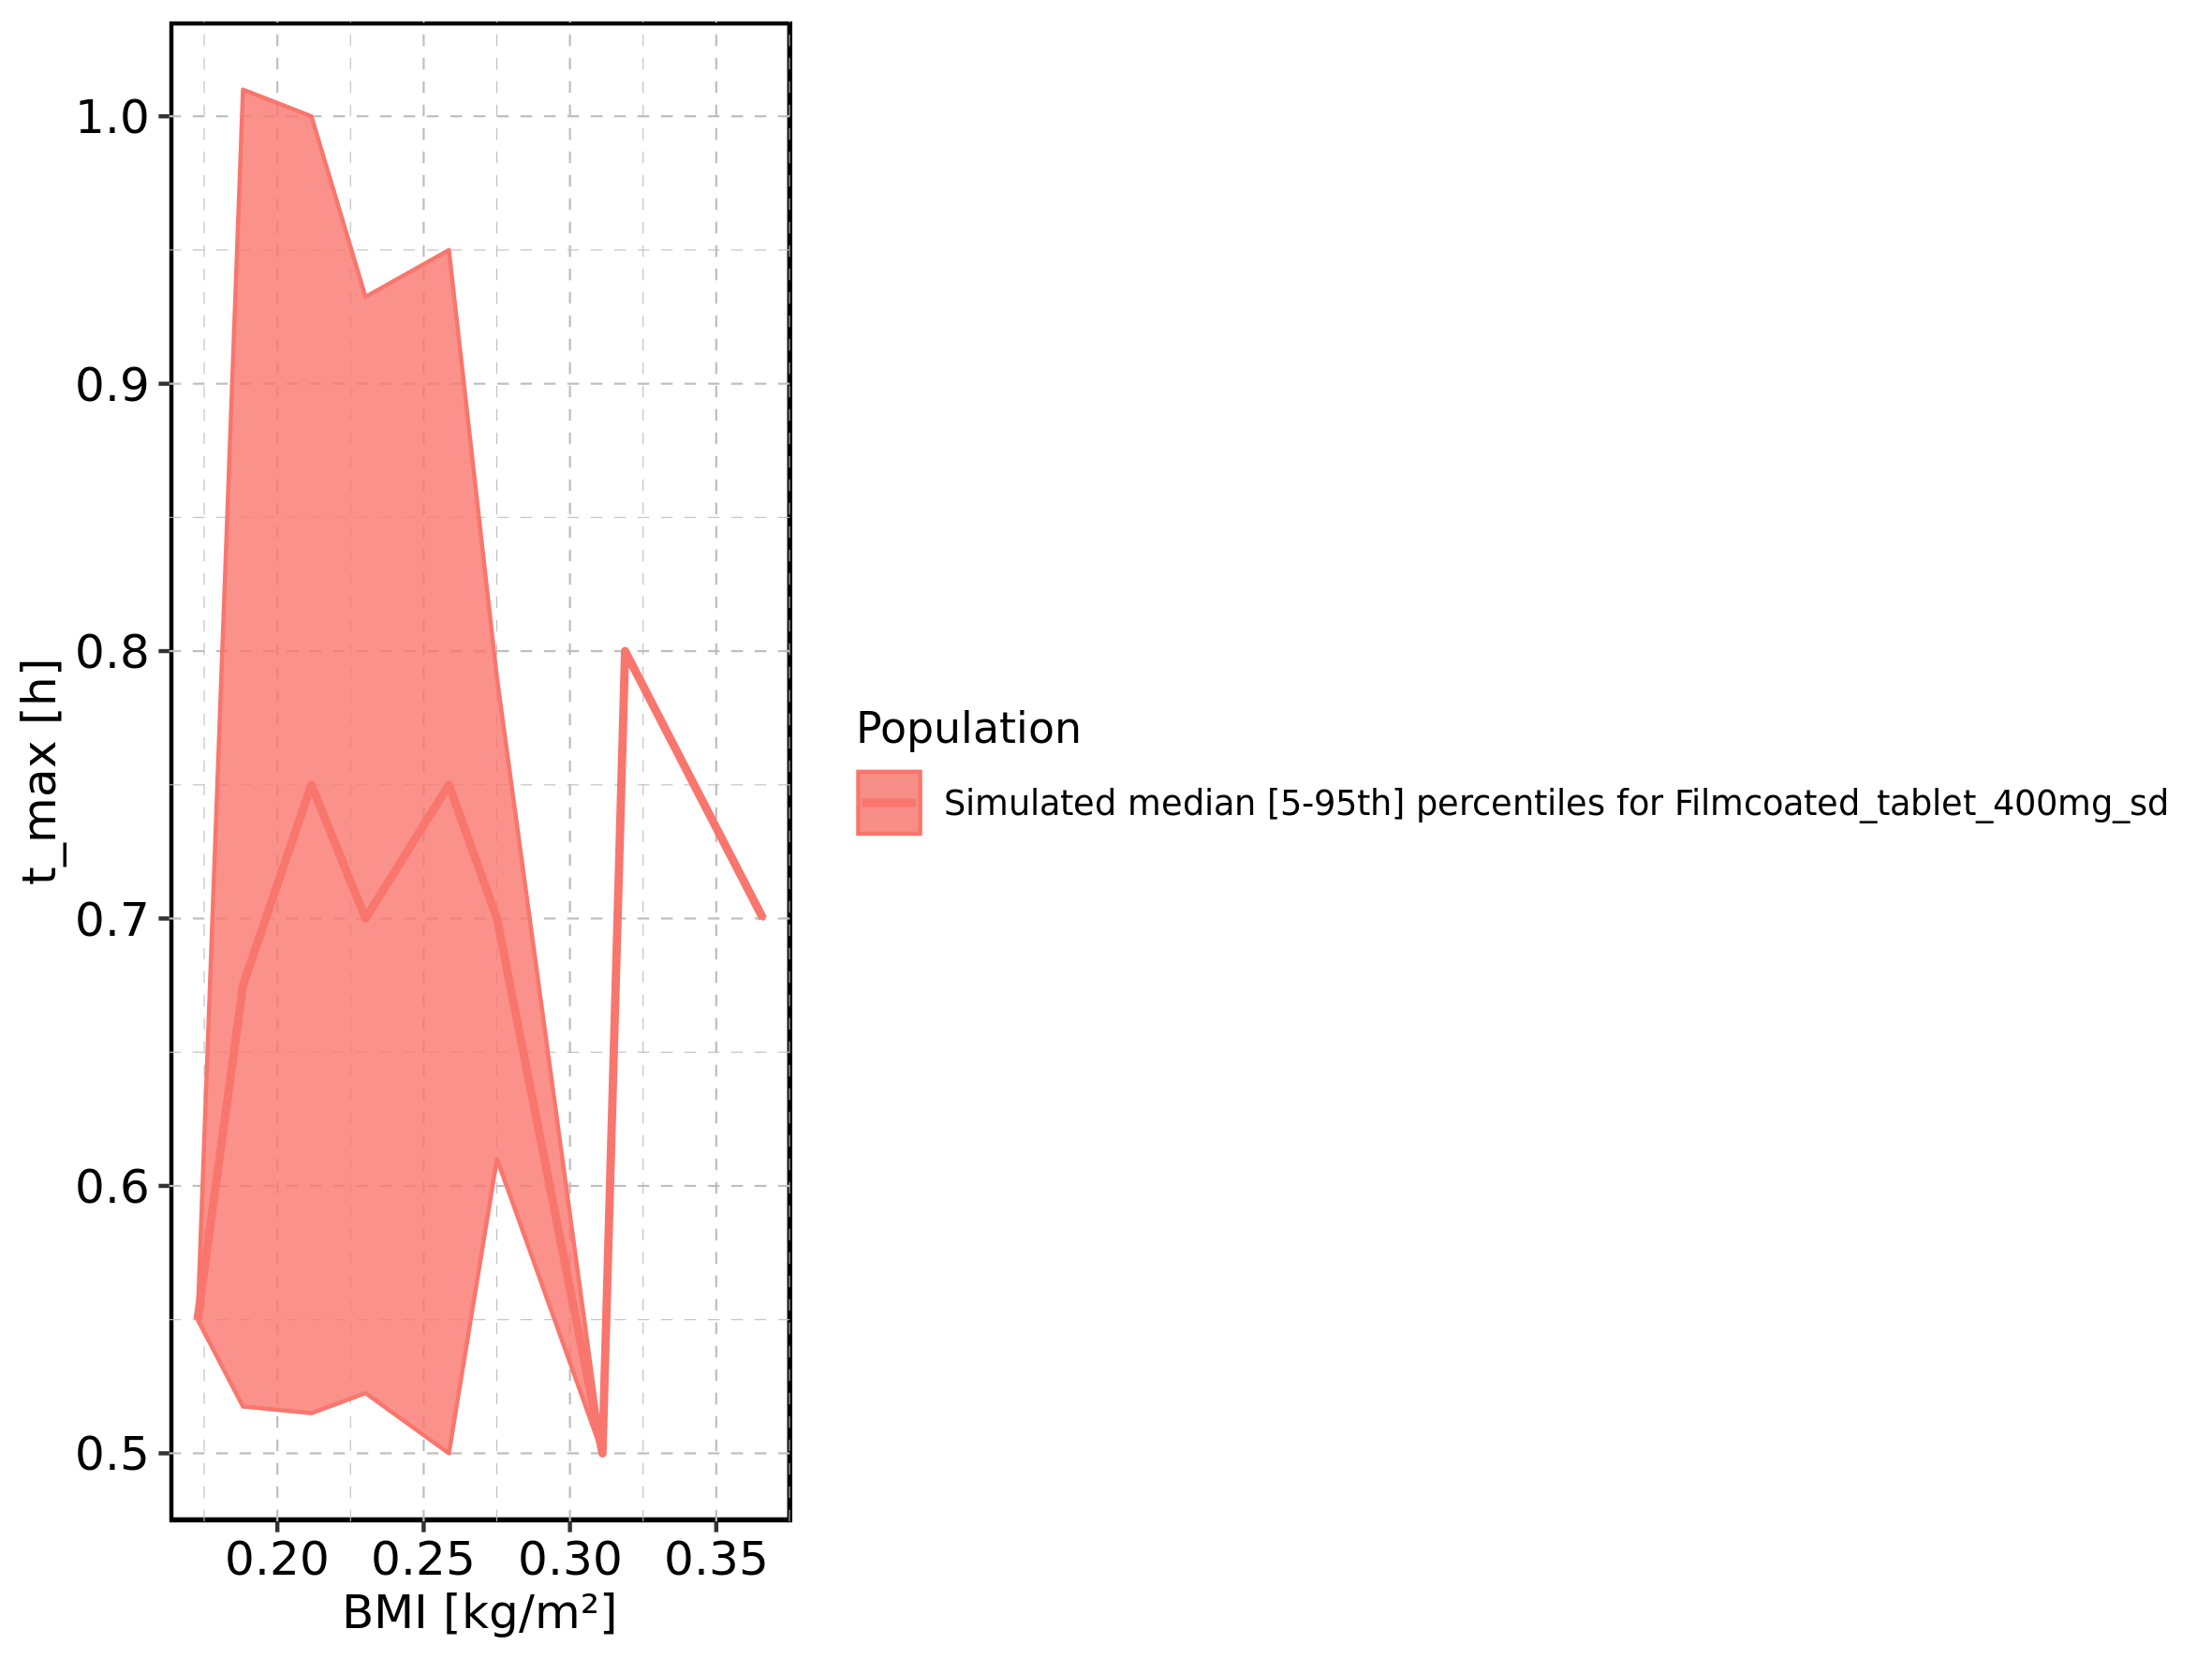 t_max [h]
1.0
0.9
0.8
0.7
0.6
0.5
0.20 0.25 0.30 0.35
BMI [kg/m²]
Population
Simulated median [5-95th] percentiles for Filmcoated_tablet_400mg_sd